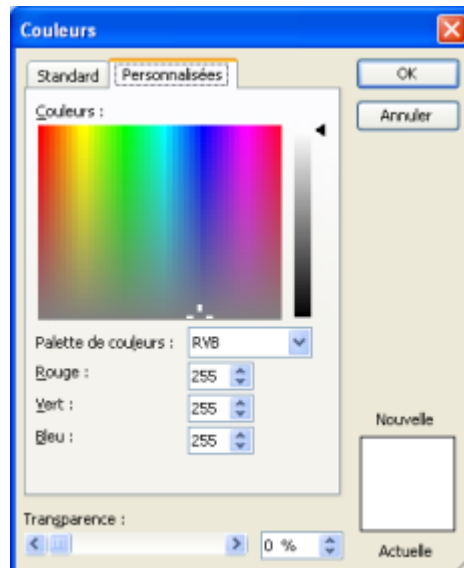 Couleurs
Standard
Personnalisées
OK
Annuler
Couleurs :
Palette de couleurs :
RVB
Rouge :
255
Vert :
255
Bleu :
255
Nouvelle
Transparence :
0 %
Actuelle